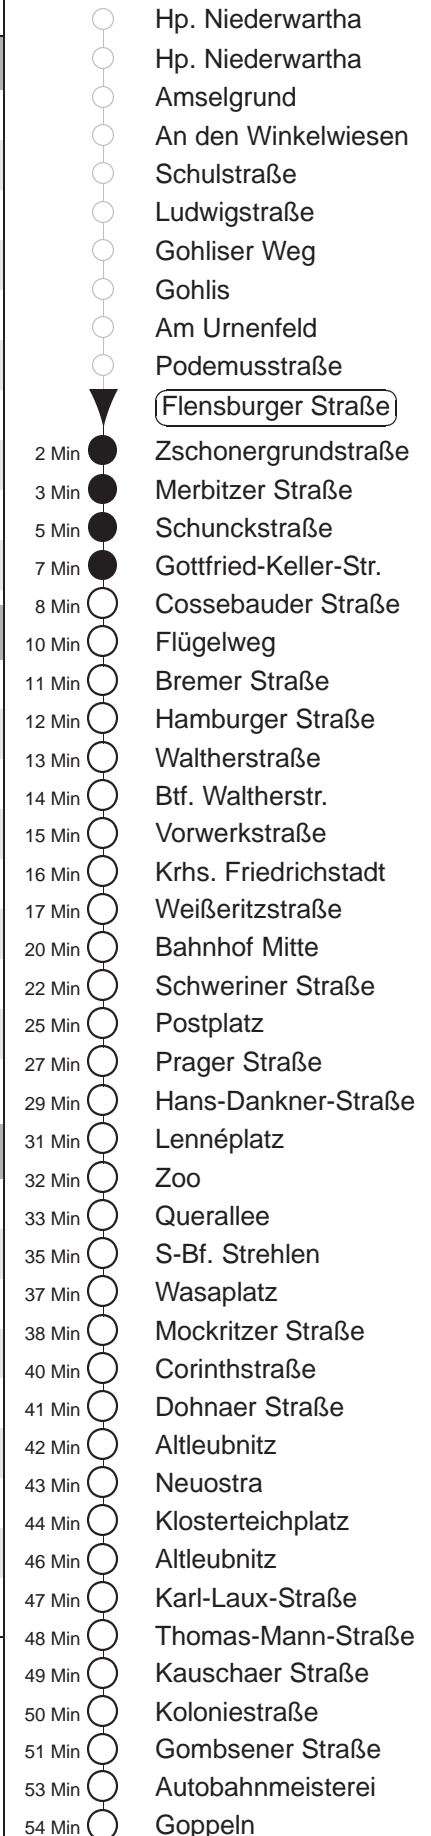 Hp. Niederwartha
Hp. Niederwartha
Amselgrund
An den Winkelwiesen
Schulstraße
Ludwigstraße
Gohliser Weg
Gohlis
Am Urnenfeld
Podemusstraße
Flensburger Straße
2 Min Zschonergrundstraße
3 Min Merbitzer Straße
5 Min Schunckstraße
7 Min Gottfried-Keller-Str.
8 Min Cossebauder Straße
10 Min Flügelweg
11 Min Bremer Straße
12 Min Hamburger Straße
13 Min Waltherstraße
14 Min Btf. Waltherstr.
15 Min Vorwerkstraße
16 Min Krhs. Friedrichstadt
17 Min Weißeritzstraße
20 Min Bahnhof Mitte
22 Min Schweriner Straße
25 Min Postplatz
27 Min Prager Straße
29 Min Hans-Dankner-Straße
31 Min Lennéplatz
32 Min Zoo
33 Min Querallee
35 Min S-Bf. Strehlen
37 Min Wasaplatz
38 Min Mockritzer Straße
40 Min Corinthstraße
41 Min Dohnaer Straße
42 Min Altleubnitz
43 Min Neuostra
44 Min Klosterteichplatz
46 Min Altleubnitz
47 Min Karl-Laux-Straße
48 Min Thomas-Mann-Straße
49 Min Kauschaer Straße
50 Min Koloniestraße
51 Min Gombsener Straße
53 Min Autobahnmeisterei
54 Min Goppeln